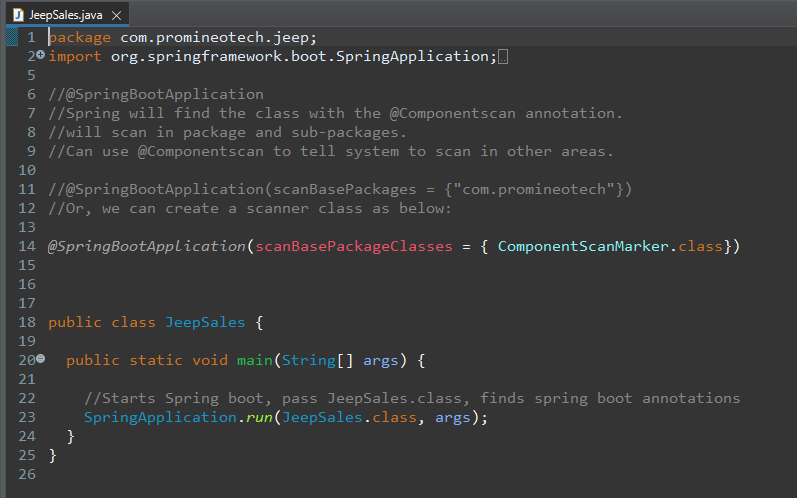 JeepSales.java
1 package com.promineotech.jeep;
2 import org.springframework.boot.SpringApplication;
5
6 //@SpringBootApplication
7 //Spring will find the class with the @Componentscan annotation.
8 //will scan in package and sub-packages.
9 //Can use @Componentscan to tell system to scan in other areas.
10
11 //@SpringBootApplication(scanBasePackages = {"com.promineotech"})
12 //Or, we can create a scanner class as below:
13
14 @SpringBootApplication(scanBasePackageClasses = { ComponentScanMarker.class})
15
16
17
18 public class JeepSales {
19
20 public static void main(String[] args) {
21
22 //Starts Spring boot, pass JeepSales.class, finds spring boot annotations
23 SpringApplication.run(JeepSales.class, args);
24 }
25 }
26